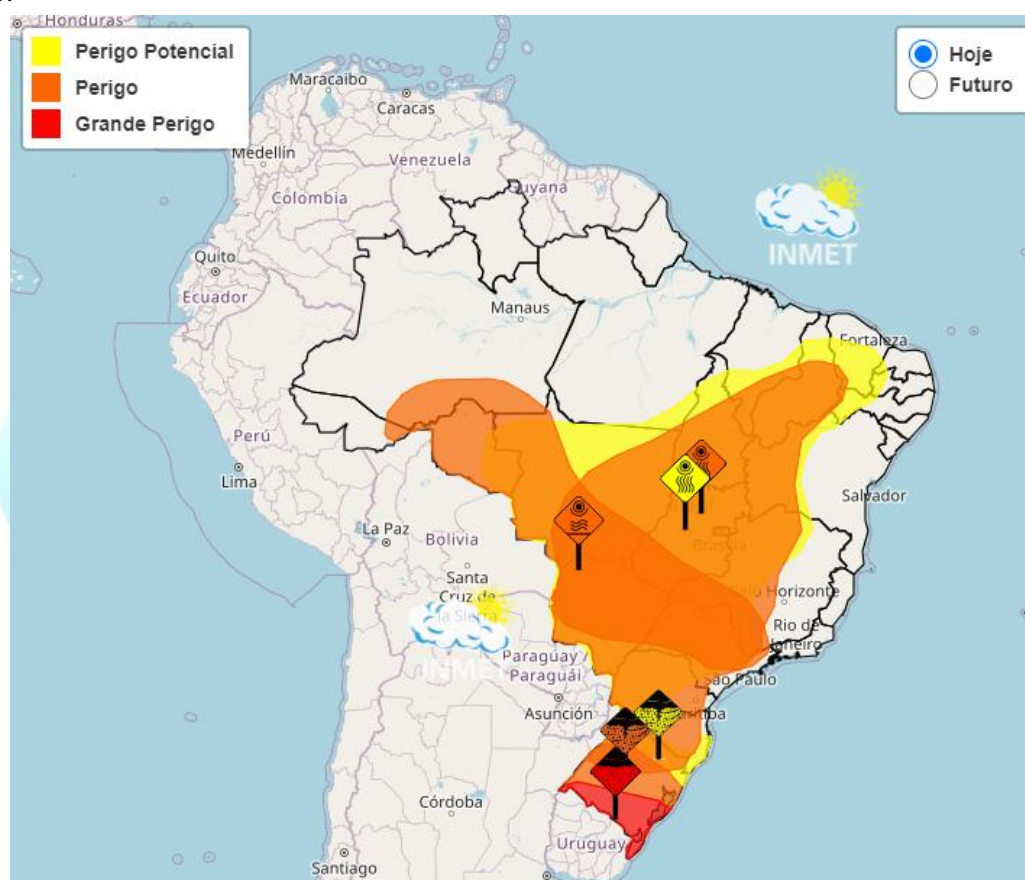 Honduras
Perigo Potencial
Perigo
Grande Perigo
Hoje
Futuro
Maracaibo
Caracas
Medellín
Venezuela
Guyana
Colombia
INMET
Quito
Ecuador
Manaus
Fortaleza
Perú
Lima
Salvador
La Paz
Bolivia
Brasília
Santa
Cruz de
la Sierra
Horizonte
Rio de
Janeiro
INMET
Paraguay /
Paraguái
São Paulo
Asunción
Curitiba
Córdoba
Uruguay
Santiago